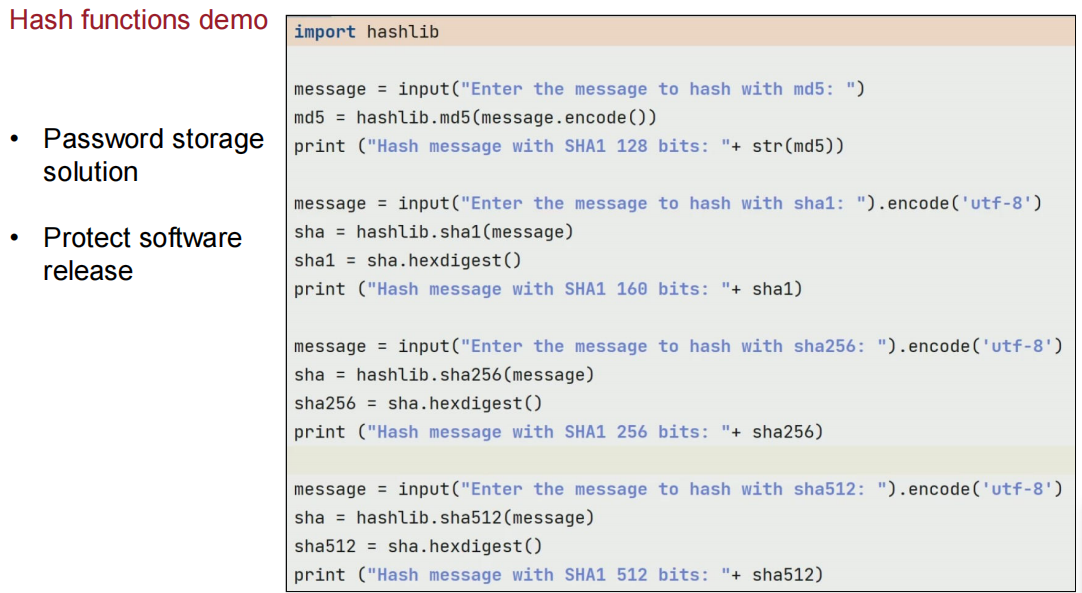 Hash functions demo
• Password storage
solution
• Protect software
release
import hashlib
message = input("Enter the message to hash with md5: ")
md5 = hashlib.md5(message.encode())
print ("Hash message with SHA1 128 bits: "+ str(md5))
message = input("Enter the message to hash with sha1: ").encode('utf-8')
sha = hashlib.sha1(message)
sha1 = sha.hexdigest()
print ("Hash message with SHA1 160 bits: "+ sha1)
message = input("Enter the message to hash with sha256: ").encode('utf-8')
sha = hashlib.sha256(message)
sha256 = sha.hexdigest()
print ("Hash message with SHA1 256 bits: "+ sha256)
message = input("Enter the message to hash with sha512: ").encode('utf-8')
sha = hashlib.sha512(message)
sha512 = sha.hexdigest()
print ("Hash message with SHA1 512 bits: "+ sha512)